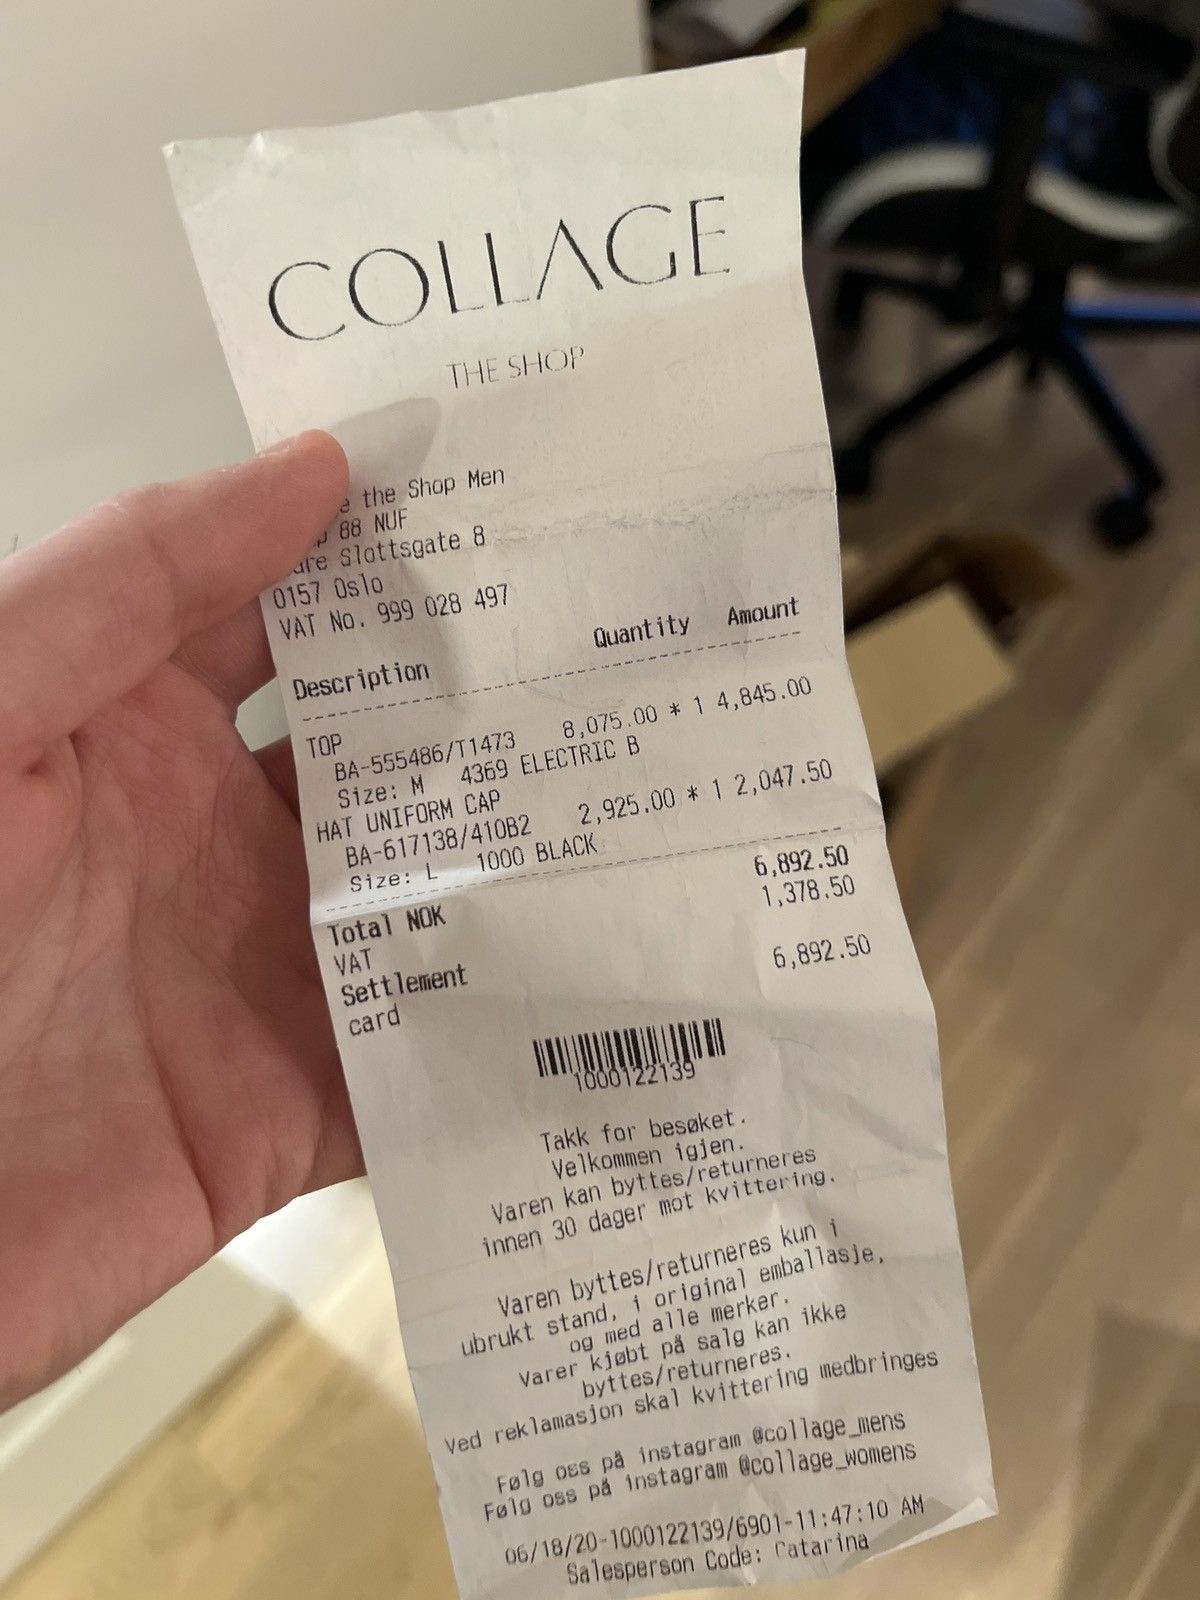 COLLAGE
THE SHOP
the Shop Men
88 NUF
Slottsgate 8
0157 Oslo
VAT No. 999 028 497
Description Quantity Amount
TOP
BA-555486/T1473 8,075.00 * 1 4,845.00
Size: M 4369 ELECTRIC B
HAT UNIFORM CAP
BA-617138/410B2 2,925.00 * 1 2,047.50
Size: L 1000 BLACK
Total NOK 6,892.50
VAT 1,378.50
Settlement
card 6,892.50
1000122139
Takk for besøket.
Velkommen igjen.
Varen kan byttes/returneres
innen 30 dager mot kvittering.
Varen byttes/returneres kun i
ubrukt stand, i original emballasje,
og med alle merker.
Varer kjøbt på salg kan ikke
byttes/returneres.
Ved reklamasjon skal kvittering medbringes
Følg oss på instagram @collage_mens
Følg oss på instagram @collage_womens
06/18/20-1000122139/6901-11:47:10 AM
Salesperson Code: Catarina